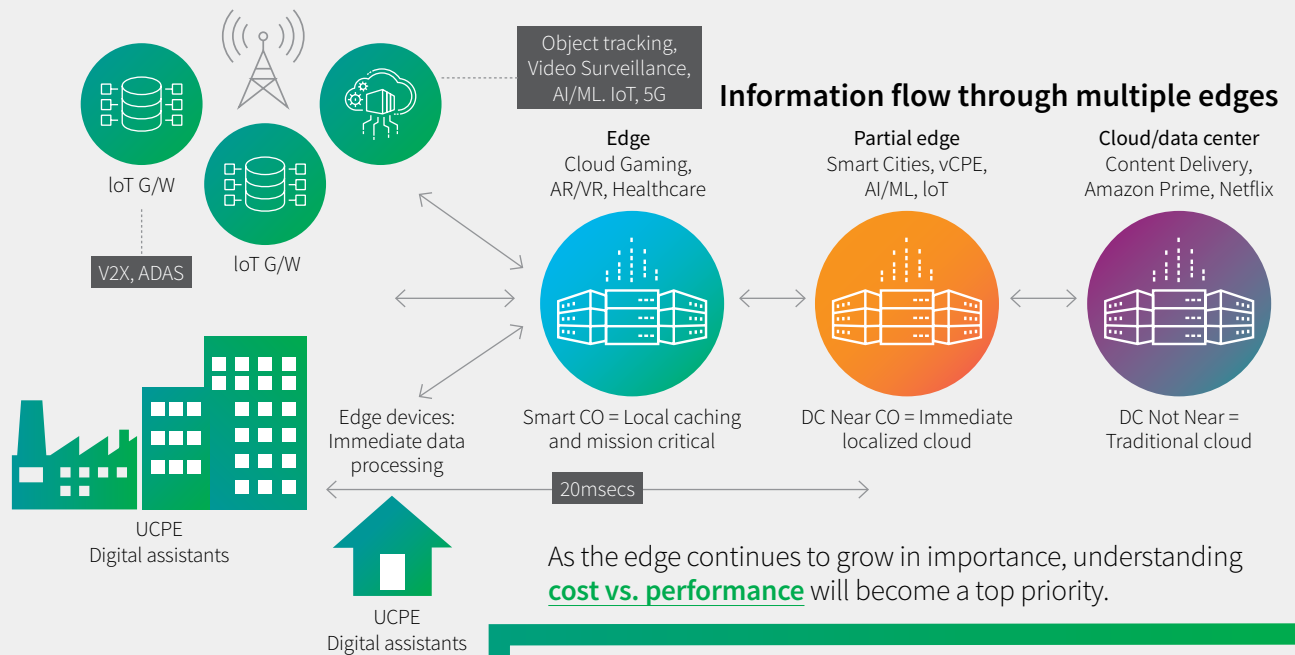 Object tracking,
Video Surveillance,
AI/ML. IoT, 5G
IoT G/W
IoT G/W
V2X, ADAS
Information flow through multiple edges
Edge
Cloud Gaming,
AR/VR, Healthcare
Partial edge
Smart Cities, vCPE,
AI/ML, IoT
Cloud/data center
Content Delivery,
Amazon Prime, Netflix
Edge devices:
Immediate data
processing
Smart CO = Local caching
and mission critical
DC Near CO = Immediate
localized cloud
DC Not Near =
Traditional cloud
20msecs
UCPE
Digital assistants
UCPE
Digital assistants
As the edge continues to grow in importance, understanding
cost vs. performance will become a top priority.